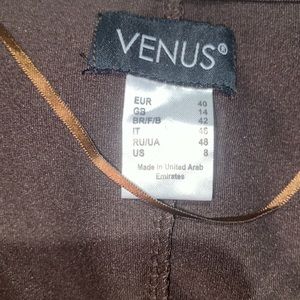 VENUS®
EUR 40
GB 14
BR/F/B 42
IT 46
RU/UA 48
US 8
Made in United Arab
Emirates